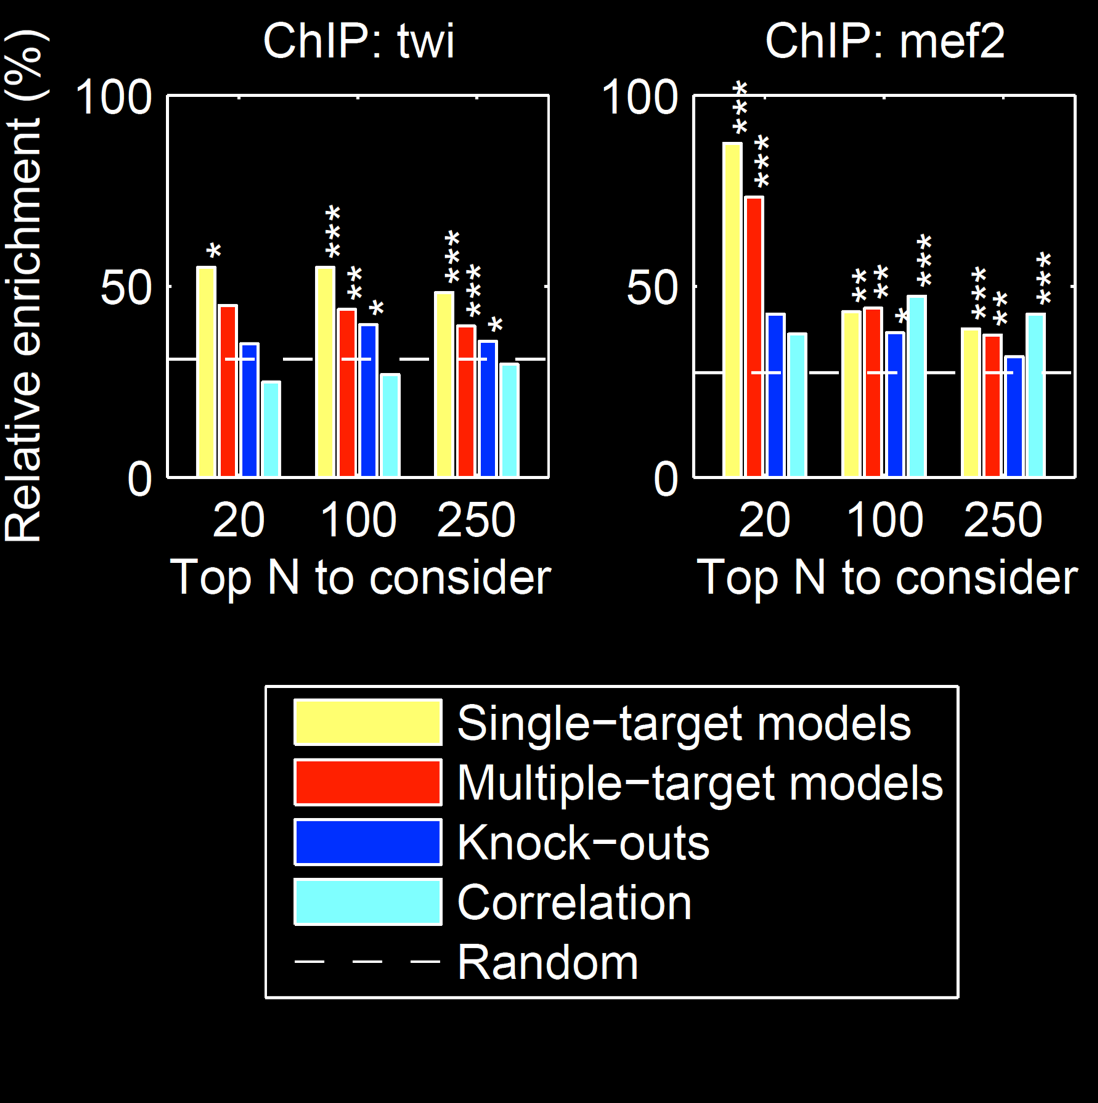 ChIP: twi
ChIP: mef2
Relative enrichment (%)
100
50
0
* *** ** * *** *** *
20 100 250
Top N to consider
100
50
0
*** *** ** ** * *** *** ** ***
20 100 250
Top N to consider
Single−target models
Multiple−target models
Knock−outs
Correlation
Random